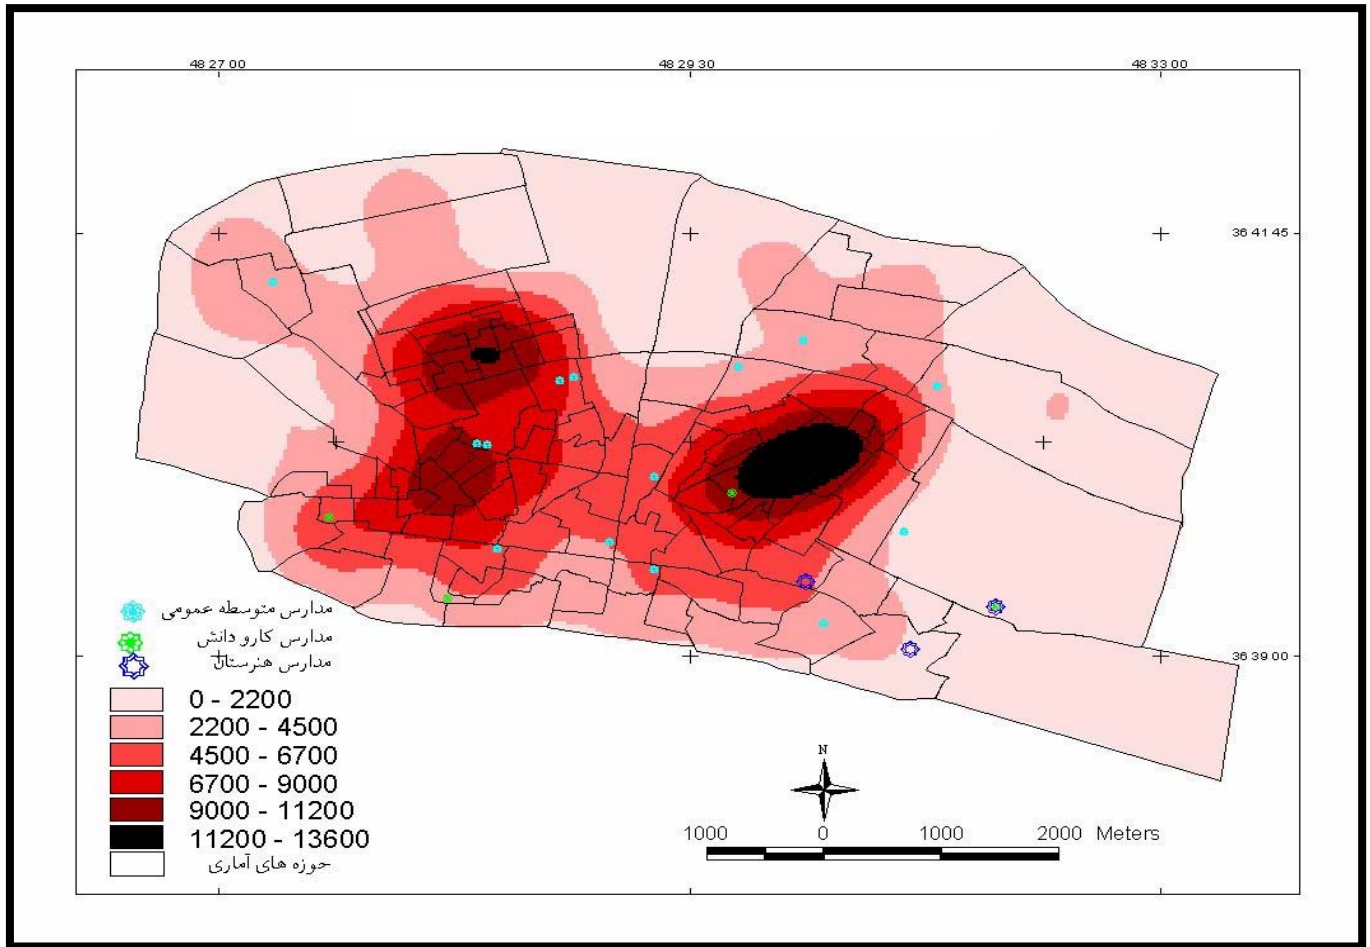 48 27 00
48 29 30
48 33 00
36 41 45
36 39 00
مدارس متوسطه عمومی
مدارس کارو دانش
مدارس هنرستان
0 - 2200
2200 - 4500
4500 - 6700
6700 - 9000
9000 - 11200
11200 - 13600
حوزه های آماری
N
1000 0 1000 2000 Meters